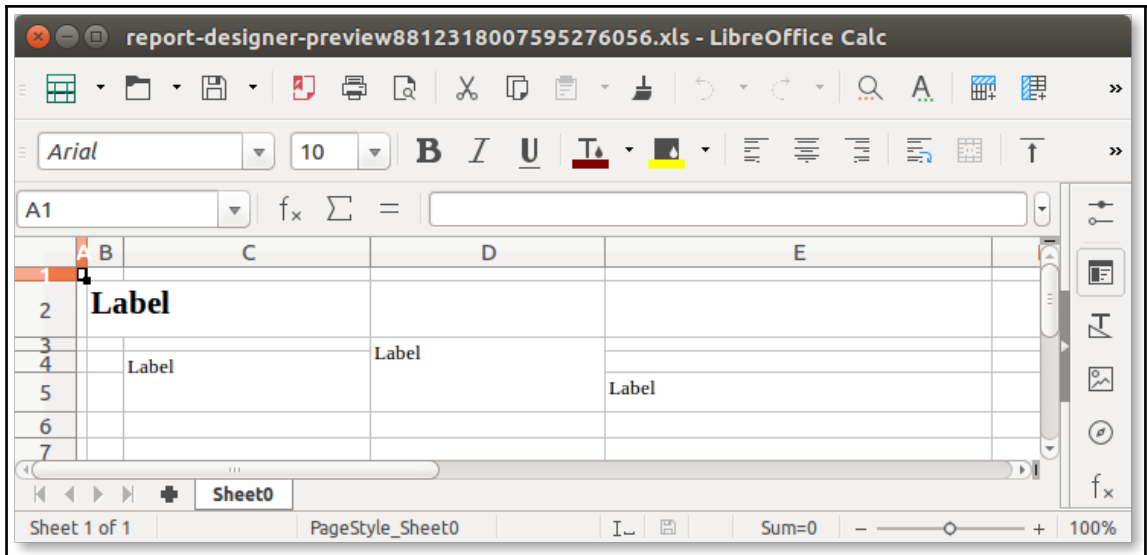 report-designer-preview8812318007595276056.xls - LibreOffice Calc
Arial 10 B I U
A1 fx Σ =
A B C D E
1
2 Label
3 Label
4 Label
5 Label
6
7
Sheet0
Sheet 1 of 1 PageStyle_Sheet0 Sum=0 − + 100%